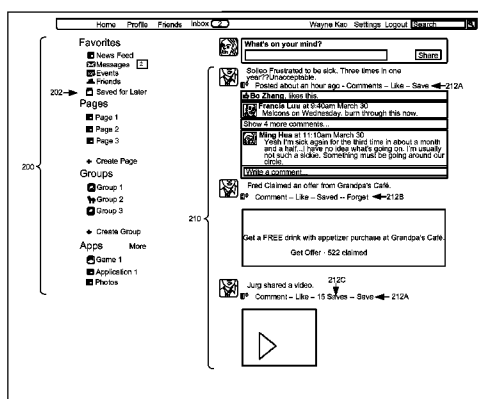 Home Profile Friends Inbox 2 Wayne Kao Settings Logout Search
Favorites
News Feed
Messages 2
Events
Friends
202 Saved for Later
Pages
Page 1
Page 2
Page 3
Create Page
Groups
Group 1
Group 2
Group 3
Create Group
Apps More
Game 1
Application 1
Photos
200
210
What's on your mind?
Share
Solleo Frustrated to be sick. Three times in one
year??Unacceptable.
Posted about an hour ago - Comments – Like – Save 212A
Bo Zhang, likes this.
Francis Luu at 9:40am March 30
Malcons on Wednesday. burn through this now.
Show 4 more comments...
Ming Hua at 11:10am March 30
Yeah I'm sick again for the third time in about a month
and a half...I have no idea what's going on. I'm usually
not such a sickie. Something must be going around our
circle.
Write a comment...
Fred Claimed an offer from Grandpa's Café.
Comment – Like – Saved -- Forget 212B
Get a FREE drink with appetizer purchase at Grandpa's Café.
Get Offer · 522 claimed
212C
Jurg shared a video.
Comment – Like – 15 Saves – Save 212A